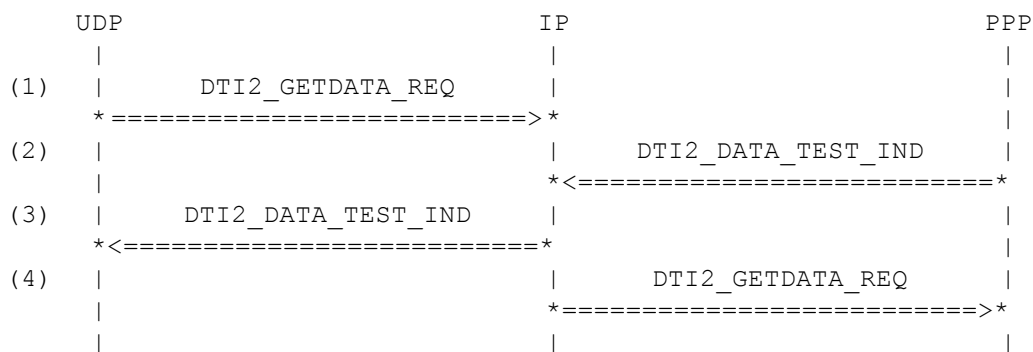 UDP IP PPP
(1) DTI2_GETDATA_REQ
(2) DTI2_DATA_TEST_IND
(3) DTI2_DATA_TEST_IND
(4) DTI2_GETDATA_REQ